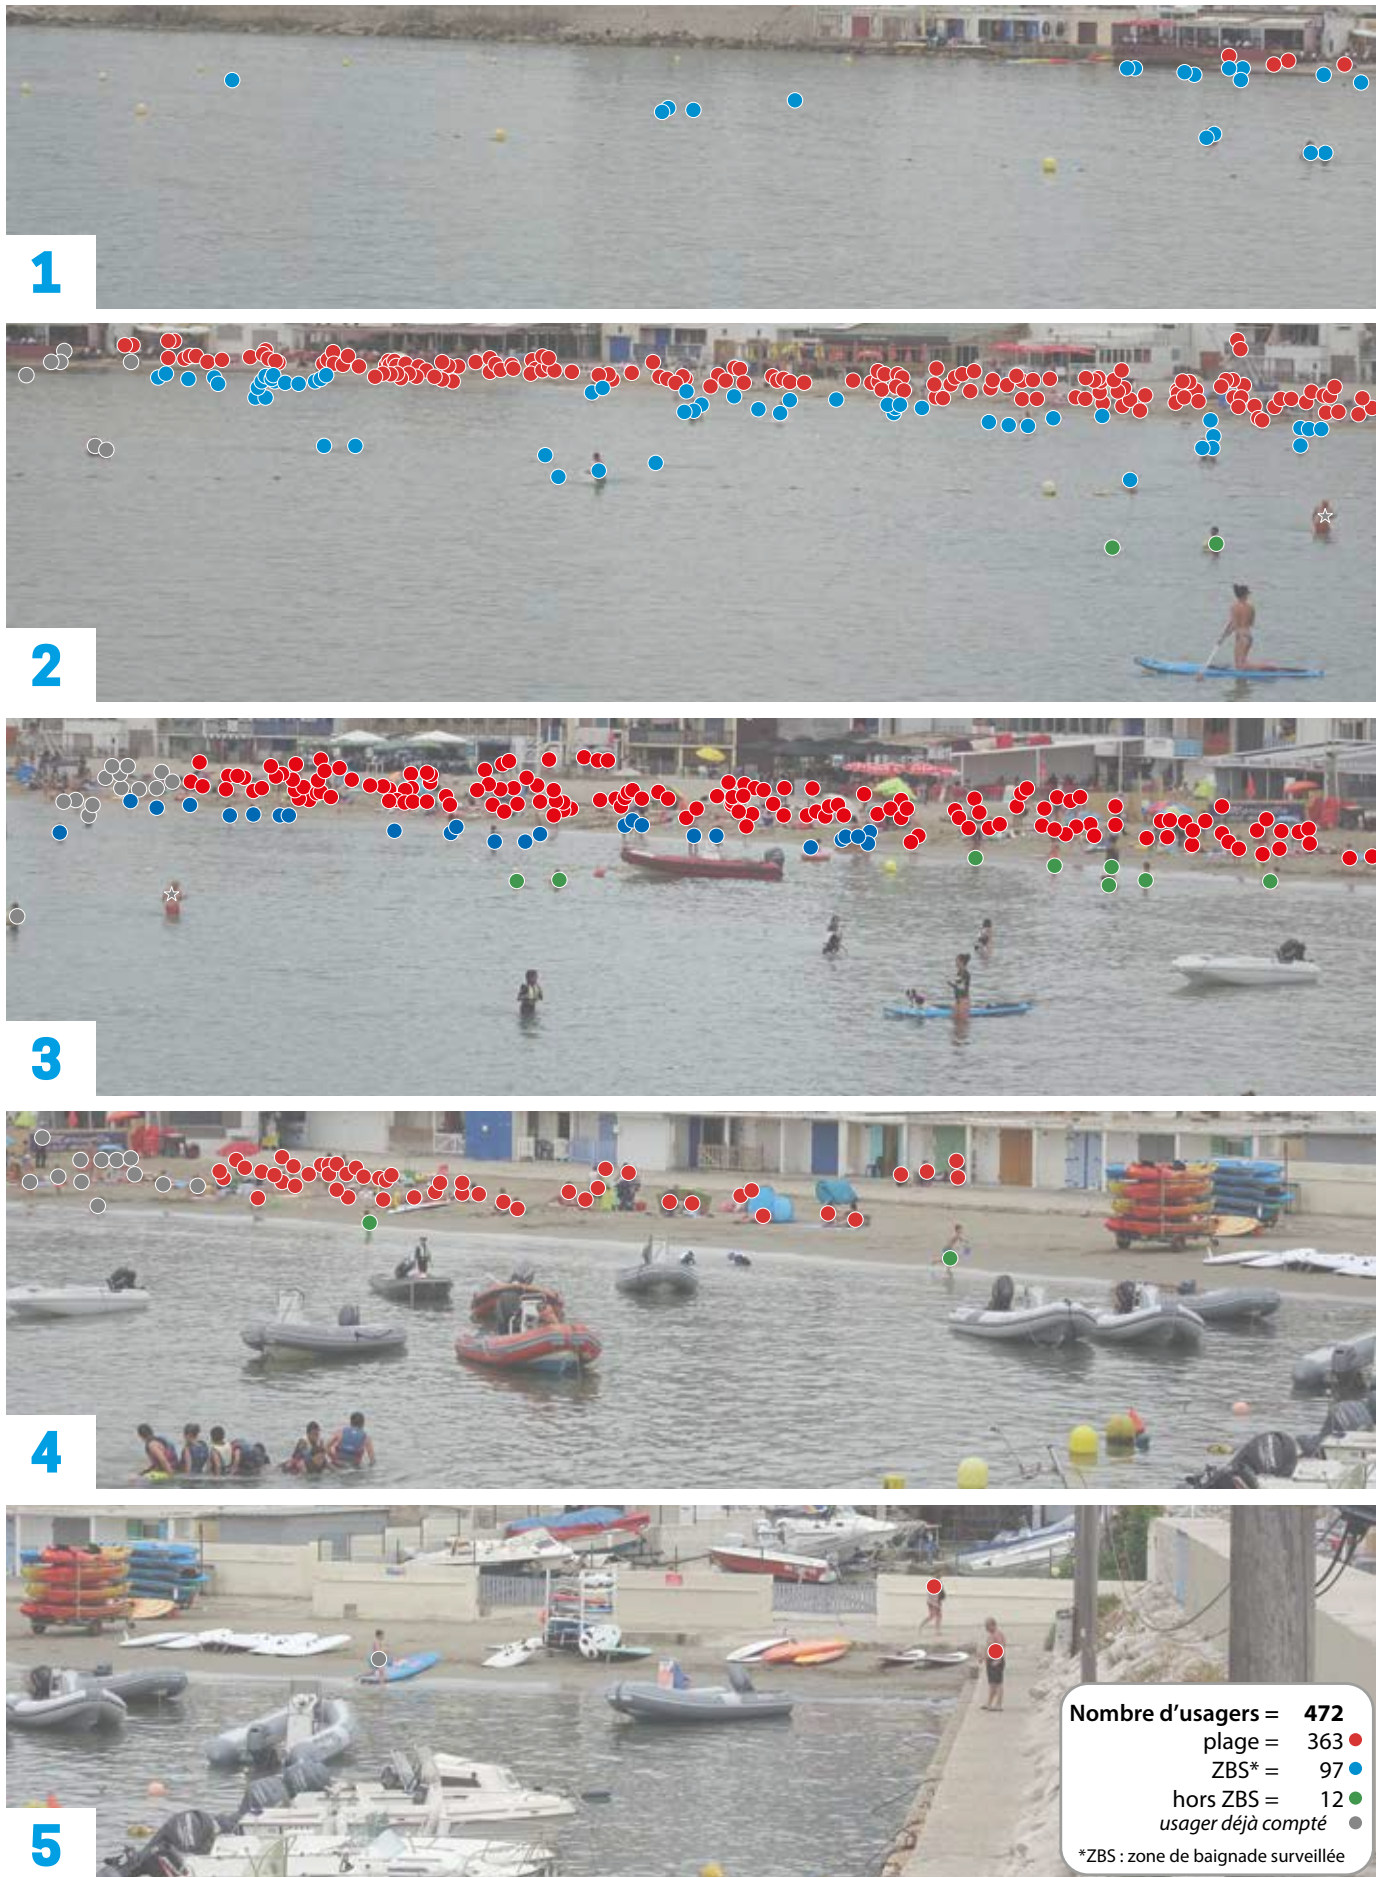 1
2
3
4
5
Nombre d’usagers = 472
plage = 363
ZBS* = 97
hors ZBS = 12
usager déjà compté
*ZBS : zone de baignade surveillée